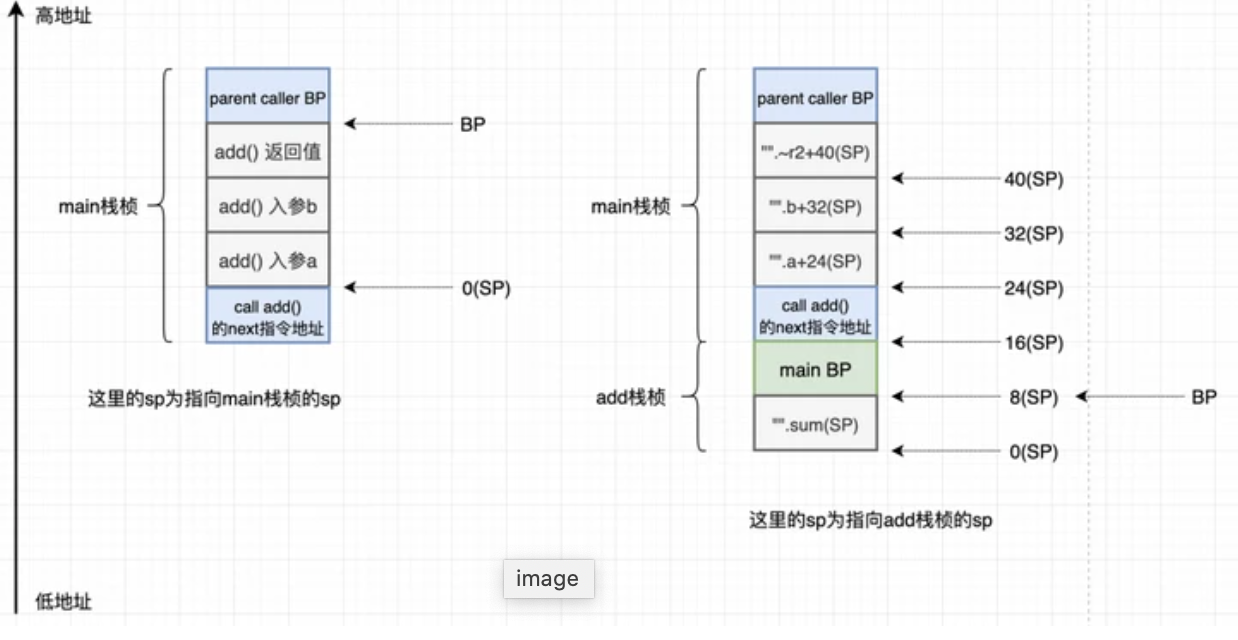 高地址
parent caller BP
BP
add() 返回值
main栈桢
add() 入参b
add() 入参a
0(SP)
call add()
的next指令地址
这里的sp为指向main栈桢的sp
parent caller BP
"".~r2+40(SP)
40(SP)
main栈桢
"".b+32(SP)
32(SP)
"".a+24(SP)
24(SP)
call add()
的next指令地址
16(SP)
main BP
add栈桢
8(SP)
BP
"".sum(SP)
0(SP)
这里的sp为指向add栈桢的sp
image
低地址